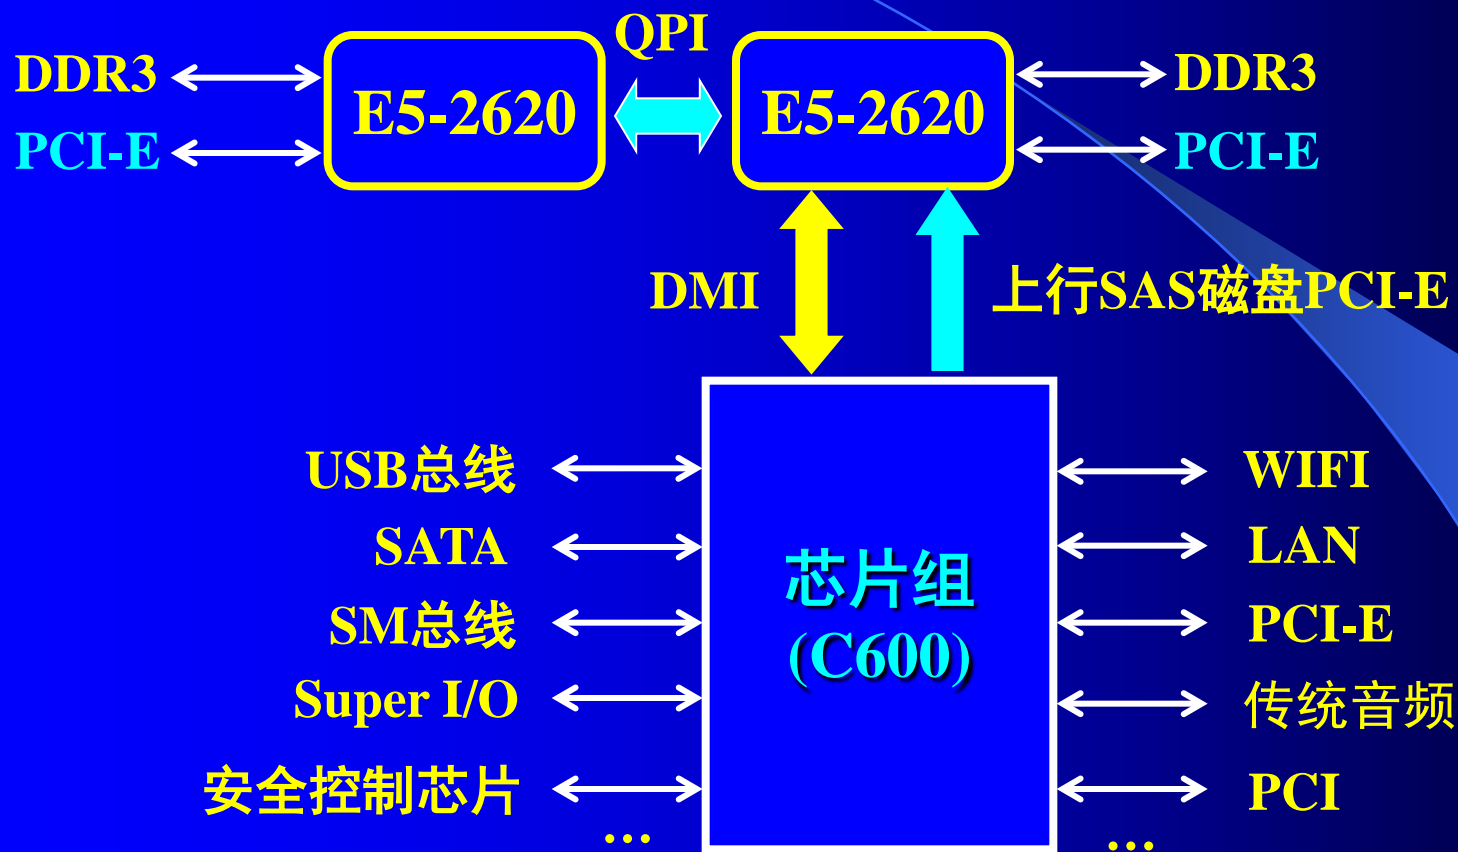 QPI
DDR3
E5-2620
E5-2620
DDR3
PCI-E
PCI-E
DMI
上行SAS磁盘PCI-E
USB总线
WIFI
SATA
LAN
芯片组
(C600)
SM总线
PCI-E
Super I/O
传统音频
安全控制芯片
PCI
...
...